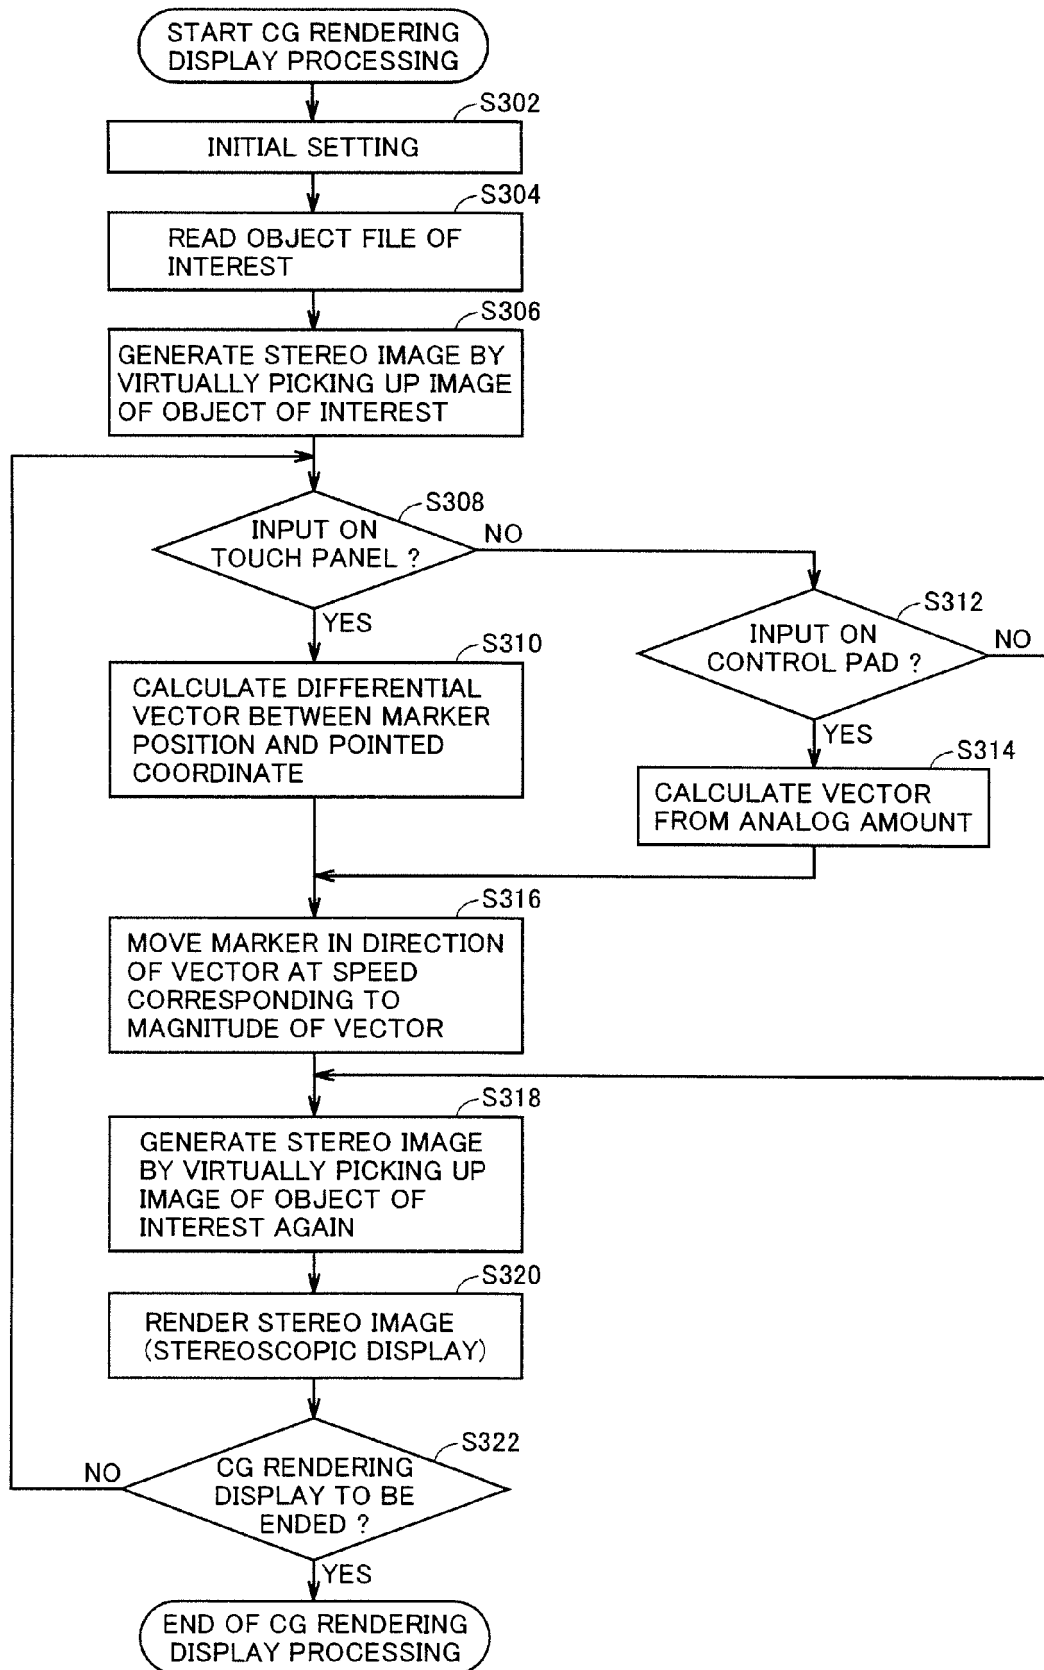 START CG RENDERING
DISPLAY PROCESSING
S302
INITIAL SETTING
S304
READ OBJECT FILE OF
INTEREST
S306
GENERATE STEREO IMAGE BY
VIRTUALLY PICKING UP IMAGE
OF OBJECT OF INTEREST
S308
INPUT ON
TOUCH PANEL ?
NO
YES
S312
INPUT ON
CONTROL PAD ?
NO
YES
S310
CALCULATE DIFFERENTIAL
VECTOR BETWEEN MARKER
POSITION AND POINTED
COORDINATE
S314
CALCULATE VECTOR
FROM ANALOG AMOUNT
S316
MOVE MARKER IN DIRECTION
OF VECTOR AT SPEED
CORRESPONDING TO
MAGNITUDE OF VECTOR
S318
GENERATE STEREO IMAGE
BY VIRTUALLY PICKING UP
IMAGE OF OBJECT OF
INTEREST AGAIN
S320
RENDER STEREO IMAGE
(STEREOSCOPIC DISPLAY)
S322
NO
CG RENDERING
DISPLAY TO BE
ENDED ?
YES
END OF CG RENDERING
DISPLAY PROCESSING